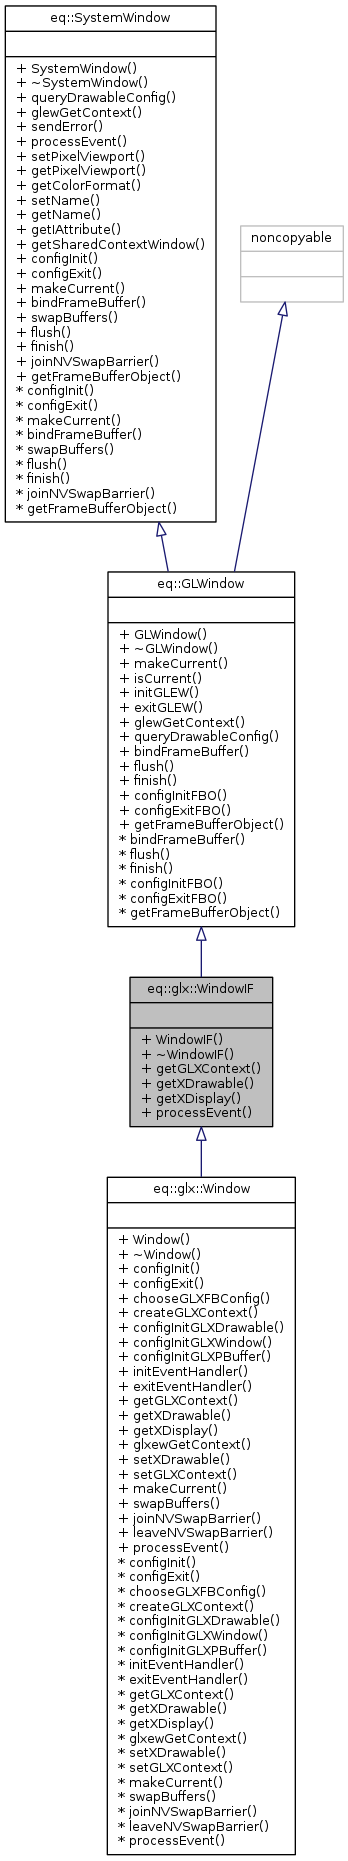 eq::SystemWindow
+ SystemWindow()
+ ~SystemWindow()
+ queryDrawableConfig()
+ glewGetContext()
+ sendError()
+ processEvent()
+ setPixelViewport()
+ getPixelViewport()
+ getColorFormat()
+ setName()
+ getName()
+ getIAttribute()
+ getSharedContextWindow()
+ configInit()
+ configExit()
+ makeCurrent()
+ bindFrameBuffer()
+ swapBuffers()
+ flush()
+ finish()
+ joinNVSwapBarrier()
+ getFrameBufferObject()
* configInit()
* configExit()
* makeCurrent()
* bindFrameBuffer()
* swapBuffers()
* flush()
* finish()
* joinNVSwapBarrier()
* getFrameBufferObject()
noncopyable
eq::GLWindow
+ GLWindow()
+ ~GLWindow()
+ makeCurrent()
+ isCurrent()
+ initGLEW()
+ exitGLEW()
+ glewGetContext()
+ queryDrawableConfig()
+ bindFrameBuffer()
+ flush()
+ finish()
+ configInitFBO()
+ configExitFBO()
+ getFrameBufferObject()
* bindFrameBuffer()
* flush()
* finish()
* configInitFBO()
* configExitFBO()
* getFrameBufferObject()
eq::glx::WindowIF
+ WindowIF()
+ ~WindowIF()
+ getGLXContext()
+ getXDrawable()
+ getXDisplay()
+ processEvent()
eq::glx::Window
+ Window()
+ ~Window()
+ configInit()
+ configExit()
+ chooseGLXFBConfig()
+ createGLXContext()
+ configInitGLXDrawable()
+ configInitGLXWindow()
+ configInitGLXPBuffer()
+ initEventHandler()
+ exitEventHandler()
+ getGLXContext()
+ getXDrawable()
+ getXDisplay()
+ glxewGetContext()
+ setXDrawable()
+ setGLXContext()
+ makeCurrent()
+ swapBuffers()
+ joinNVSwapBarrier()
+ leaveNVSwapBarrier()
+ processEvent()
* configInit()
* configExit()
* chooseGLXFBConfig()
* createGLXContext()
* configInitGLXDrawable()
* configInitGLXWindow()
* configInitGLXPBuffer()
* initEventHandler()
* exitEventHandler()
* getGLXContext()
* getXDrawable()
* getXDisplay()
* glxewGetContext()
* setXDrawable()
* setGLXContext()
* makeCurrent()
* swapBuffers()
* joinNVSwapBarrier()
* leaveNVSwapBarrier()
* processEvent()